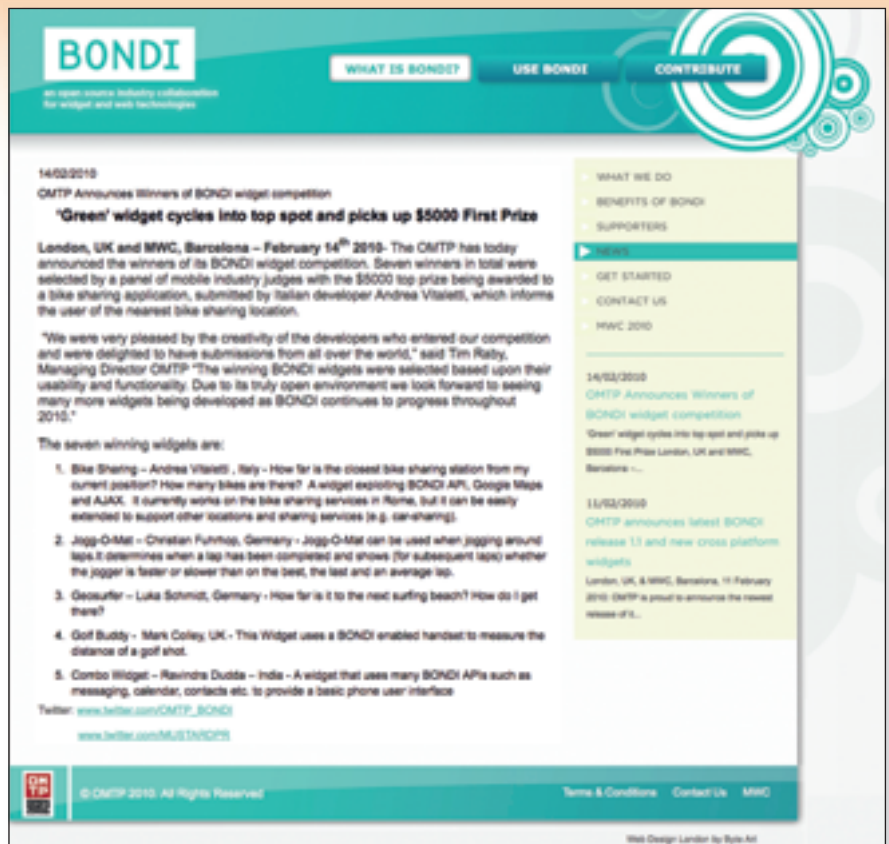 BONDI
an open source industry collaboration
for widget and web technologies
WHAT IS BONDI?
USE BONDI
CONTRIBUTE
14/02/2010
OMTP Announces Winners of BONDI widget competition
'Green' widget cycles into top spot and picks up $5000 First Prize
London, UK and MWC, Barcelona – February 14th 2010- The OMTP has today
announced the winners of its BONDI widget competition. Seven winners in total were
selected by a panel of mobile industry judges with the $5000 top prize being awarded to
a bike sharing application, submitted by Italian developer Andrea Vitaletti, which informs
the user of the nearest bike sharing location.
"We were very pleased by the creativity of the developers who entered our competition
and were delighted to have submissions from all over the world," said Tim Raby,
Managing Director OMTP "The winning BONDI widgets were selected based upon their
usability and functionality. Due to its truly open environment we look forward to seeing
many more widgets being developed as BONDI continues to progress throughout
2010."
The seven winning widgets are:
1. Bike Sharing – Andrea Vitaletti , Italy - How far is the closest bike sharing station from my
current position? How many bikes are there? A widget exploiting BONDI API, Google Maps
and AJAX. It currently works on the bike sharing services in Rome, but it can be easily
extended to support other locations and sharing services (e.g. car-sharing).
2. Jogg-O-Mat – Christian Fuhrhop, Germany - Jogg-O-Mat can be used when jogging around
laps.It determines when a lap has been completed and shows (for subsequent laps) whether
the jogger is faster or slower than on the best, the last and an average lap.
3. Geosurfer – Luka Schmidt, Germany - How far is it to the next surfing beach? How do I get
there?
4. Golf Buddy - Mark Colley, UK - This Widget uses a BONDI enabled handset to measure the
distance of a golf shot.
5. Combo Widget – Ravindra Dudda – India - A widget that uses many BONDI APIs such as
messaging, calendar, contacts etc. to provide a basic phone user interface
Twitter: www.twitter.com/OMTP_BONDI
www.twitter.com/MUSTARDPR
WHAT WE DO
BENEFITS OF BONDI
SUPPORTERS
NEWS
GET STARTED
CONTACT US
MWC 2010
14/02/2010
OMTP Announces Winners of
BONDI widget competition
'Green' widget cycles into top spot and picks up
$5000 First Prize London, UK and MWC,
Barcelona –...
11/02/2010
OMTP announces latest BONDI
release 1.1 and new cross platform
widgets
London, UK, & MWC, Barcelona, 11 February
2010: OMTP is proud to announce the newest
release of it...
OM
TP
© OMTP 2010. All Rights Reserved
Terms & Conditions Contact Us MWC
Web Design London by Byte Art